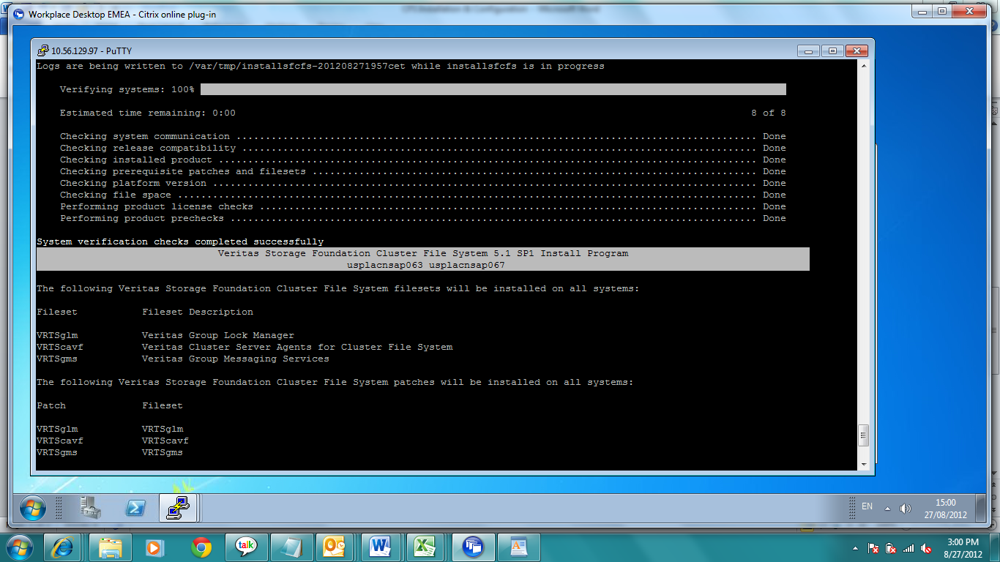 Workplace Desktop EMEA - Citrix online plug-in
10.56.129.97 - PuTTY
Logs are being written to /var/tmp/installsfcfs-201208271957cet while installsfcfs is in progress
Verifying systems: 100%
Estimated time remaining: 0:00 8 of 8
Checking system communication ........................................................................................ Done
Checking release compatibility ....................................................................................... Done
Checking installed product ........................................................................................... Done
Checking prerequisite patches and filesets ........................................................................... Done
Checking platform version ............................................................................................ Done
Checking file space .................................................................................................. Done
Performing product license checks .................................................................................... Done
Performing product prechecks ......................................................................................... Done
System verification checks completed successfully
Veritas Storage Foundation Cluster File System 5.1 SP1 Install Program
usplacnsap063 usplacnsap067
The following Veritas Storage Foundation Cluster File System filesets will be installed on all systems:
Fileset Fileset Description
VRTSglm Veritas Group Lock Manager
VRTScavf Veritas Cluster Server Agents for Cluster File System
VRTSgms Veritas Group Messaging Services
The following Veritas Storage Foundation Cluster File System patches will be installed on all systems:
Patch Fileset
VRTSglm VRTSglm
VRTScavf VRTScavf
VRTSgms VRTSgms
EN
15:00
27/08/2012
talk
3:00 PM
8/27/2012